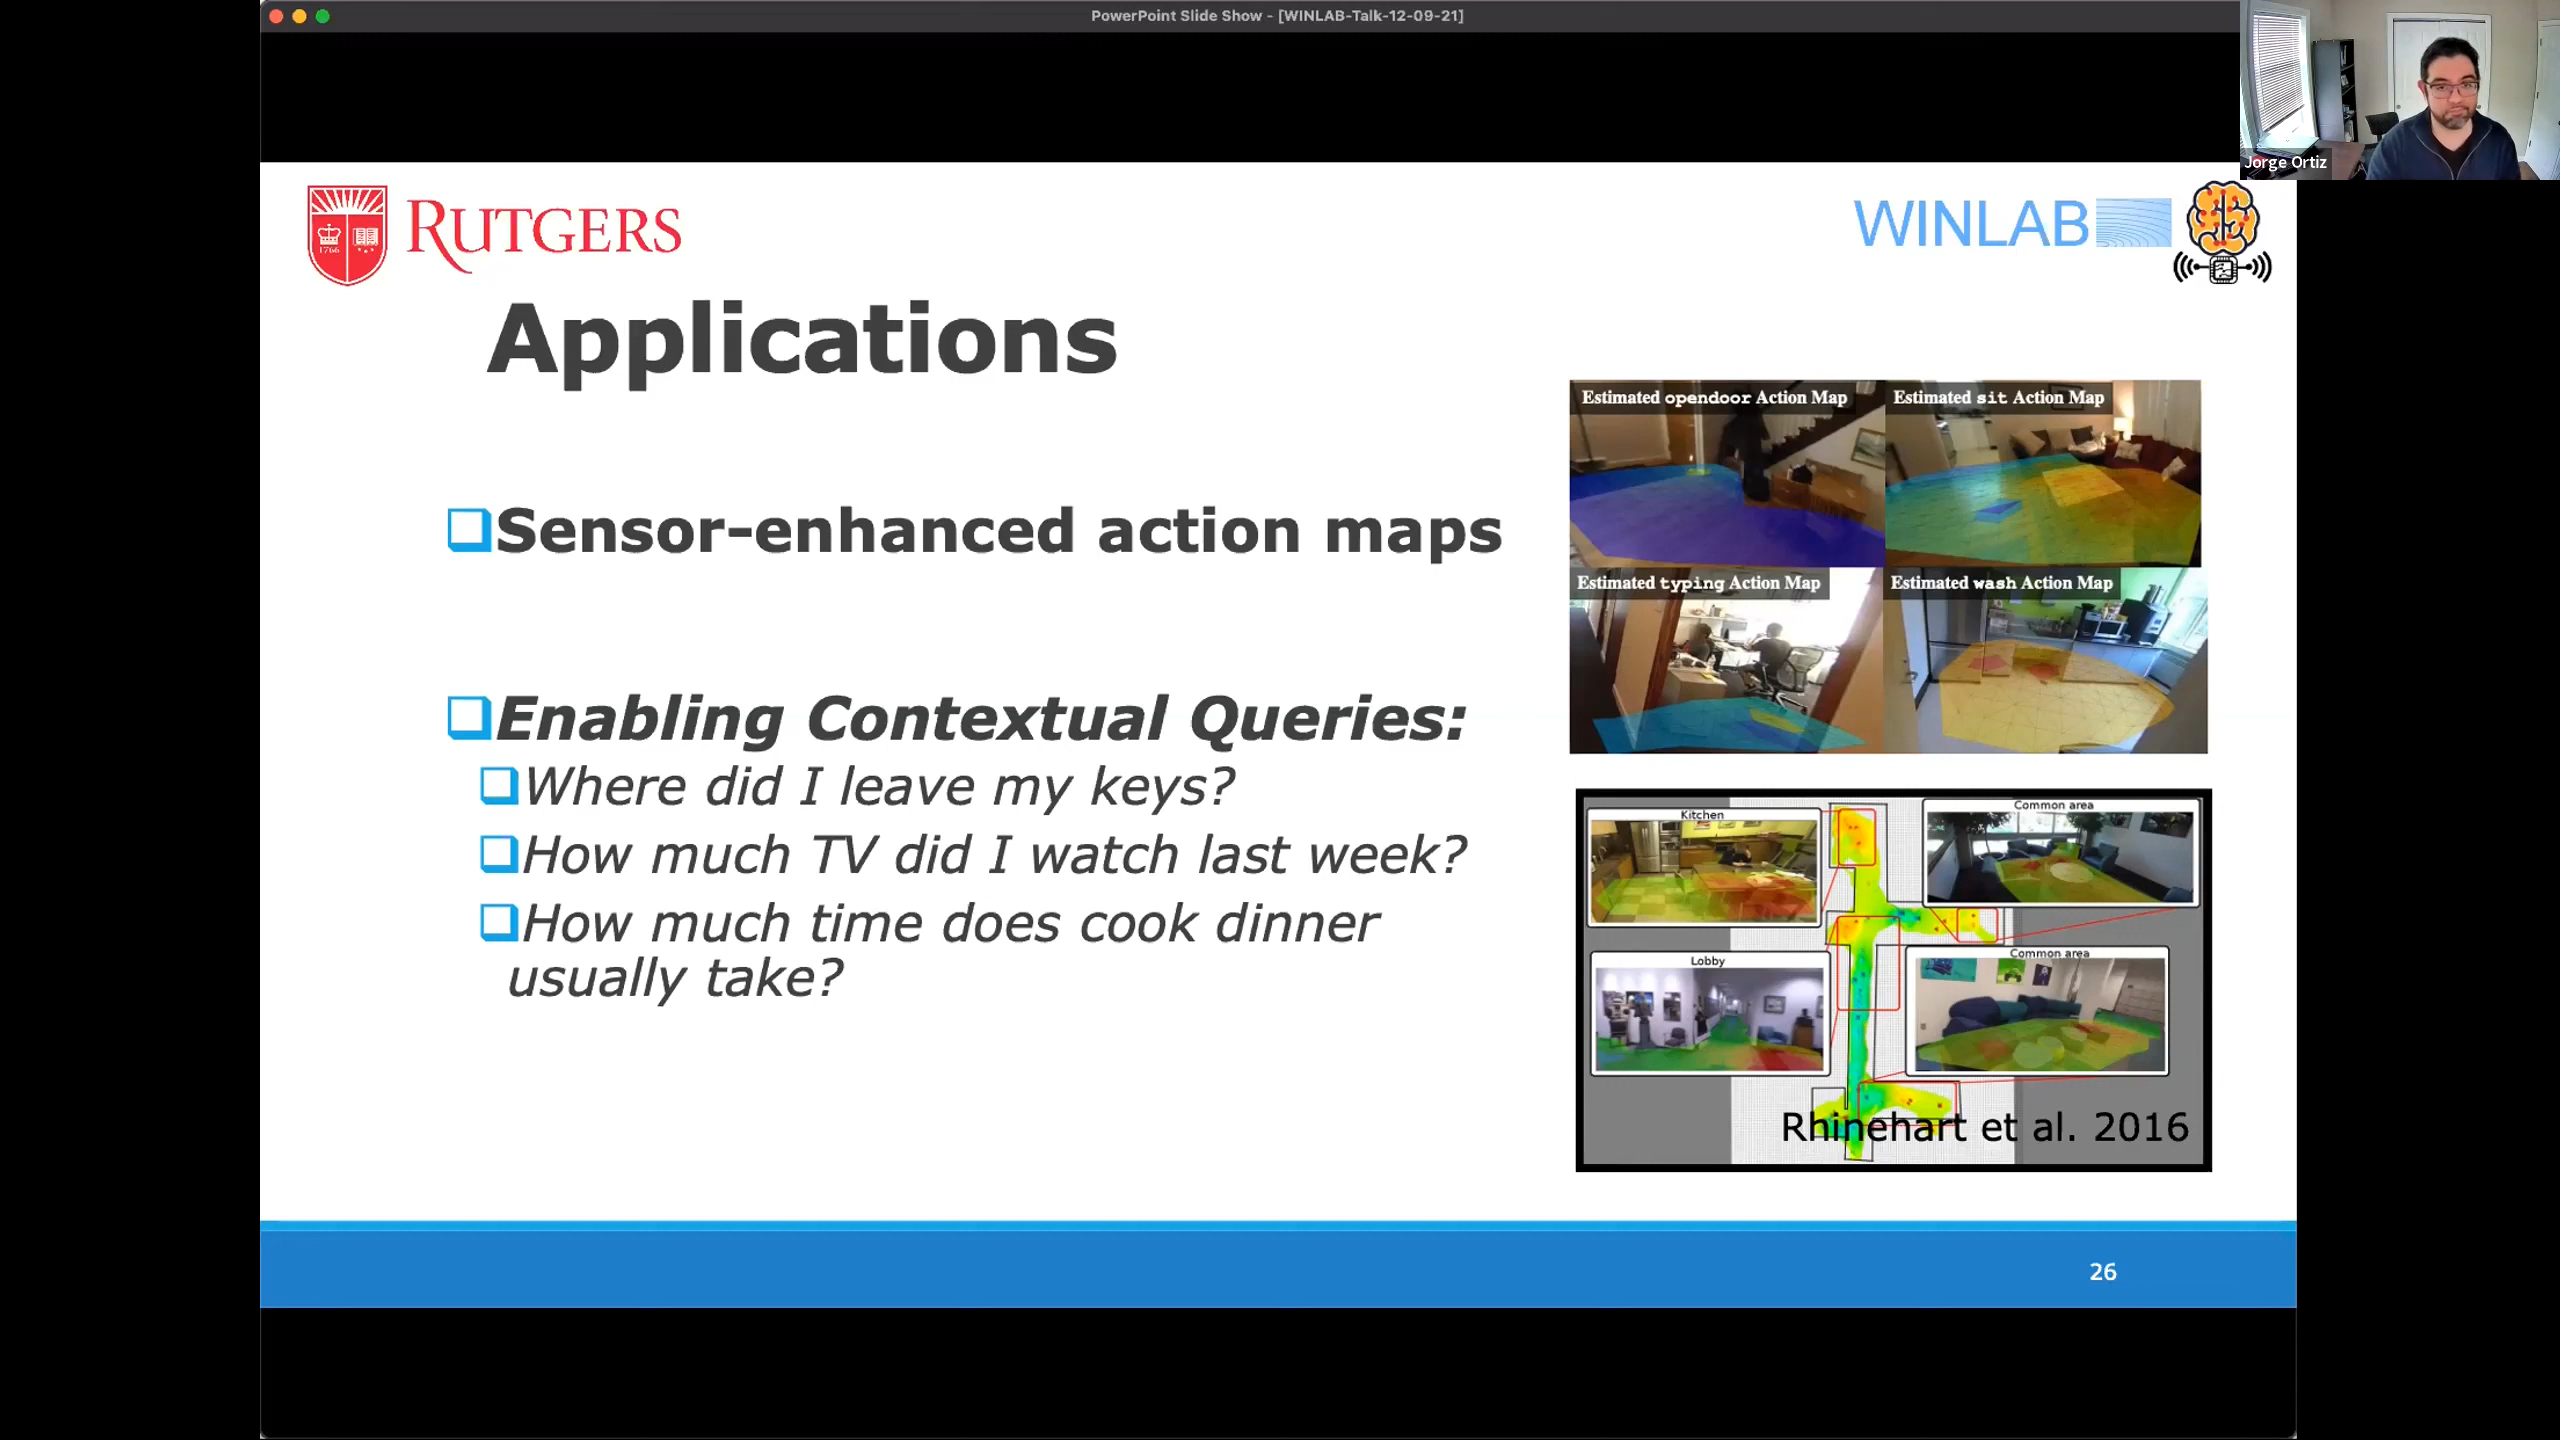 PowerPoint Slide Show - [WINLAB-Talk-12-09-21]
Jorge Ortiz
1766
RUTGERS
WINLAB
Applications
Sensor-enhanced action maps
Enabling Contextual Queries:
Where did I leave my keys?
How much TV did I watch last week?
How much time does cook dinner
usually take?
Estimated opendoor Action Map
Estimated sit Action Map
Estimated typing Action Map
Estimated wash Action Map
Kitchen
Common area
Lobby
Common area
Rhinehart et al. 2016
26